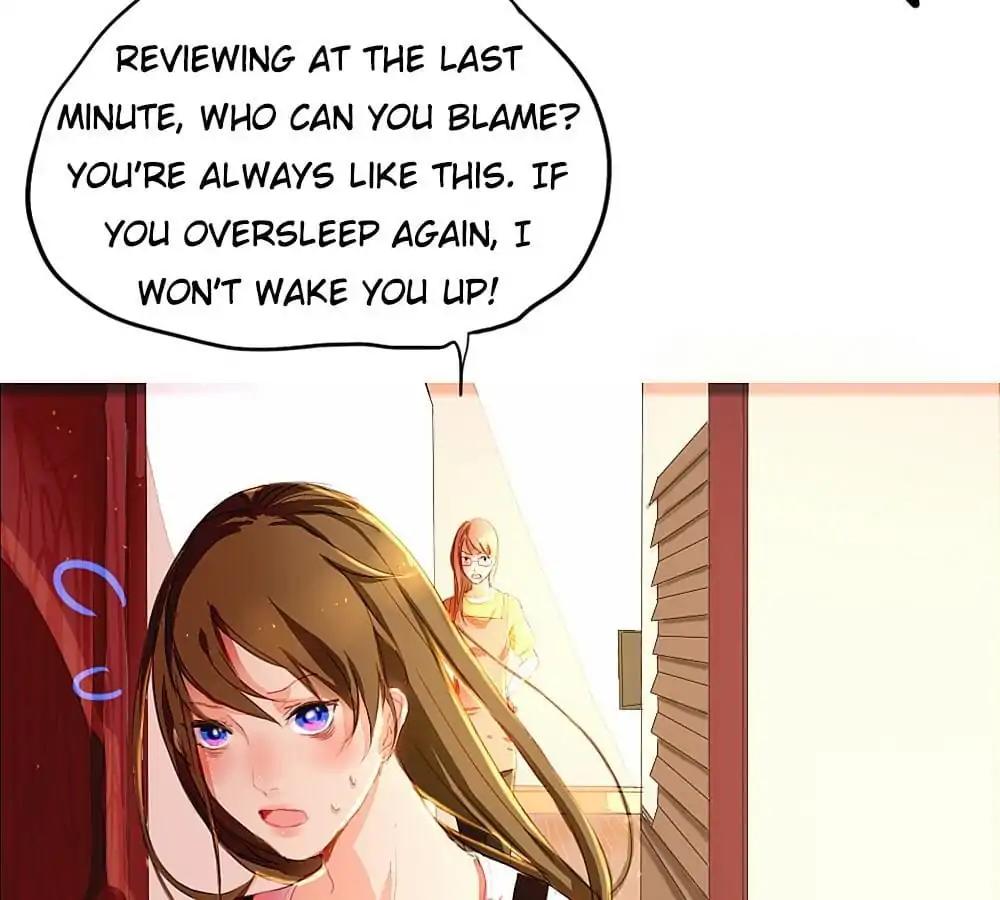 REVIEWING AT THE LAST
MINUTE, WHO CAN YOU BLAME?
YOU'RE ALWAYS LIKE THIS. IF
YOU OVERSLEEP AGAIN, I
WON'T WAKE YOU UP!